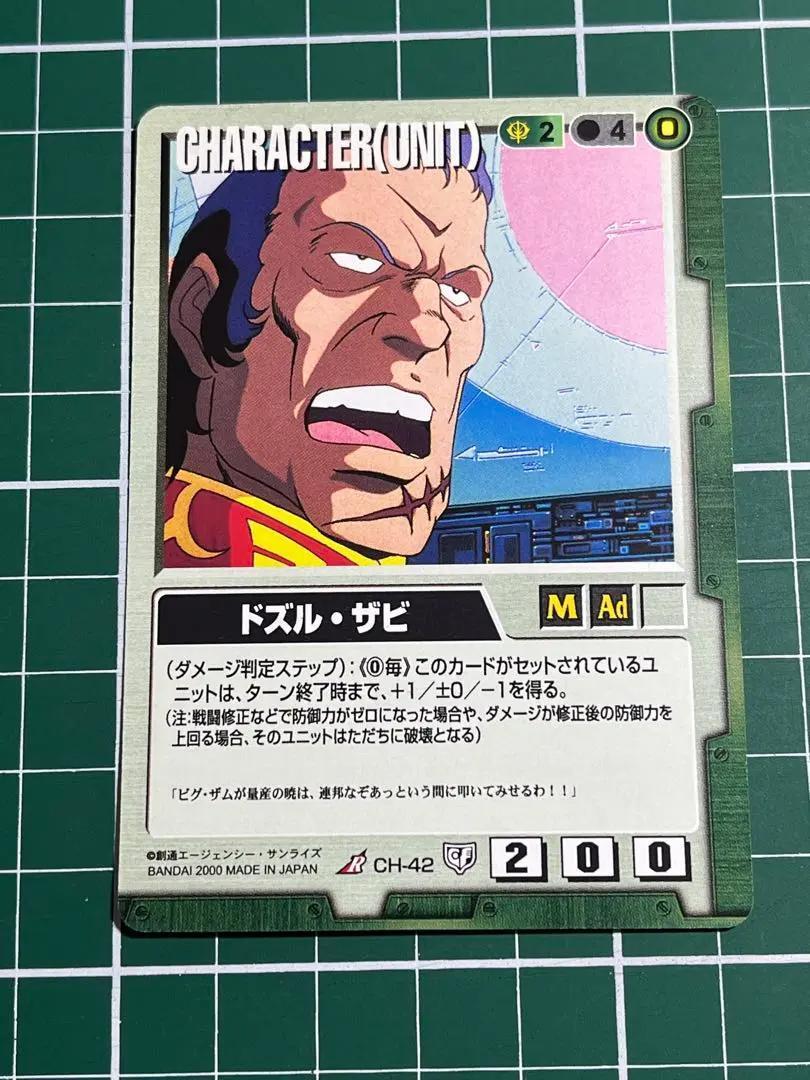 CHARACTER(UNIT)
2 4 0
ドズル・ザビ
M Ad
(ダメージ判定ステップ):《⓪毎》このカードがセットされているユ
ニットは、ターン終了時まで、+1/±0/-1を得る。
(注:戦闘修正などで防御力がゼロになった場合や、ダメージが修正後の防御力を
上回る場合、そのユニットはただちに破壊となる)
「ビグ・ザムが量産の暁は、連邦なぞあっという間に叩いてみせるわ!!」
©創通エージェンシー・サンライズ
BANDAI 2000 MADE IN JAPAN
R CH-42 GF 2 0 0